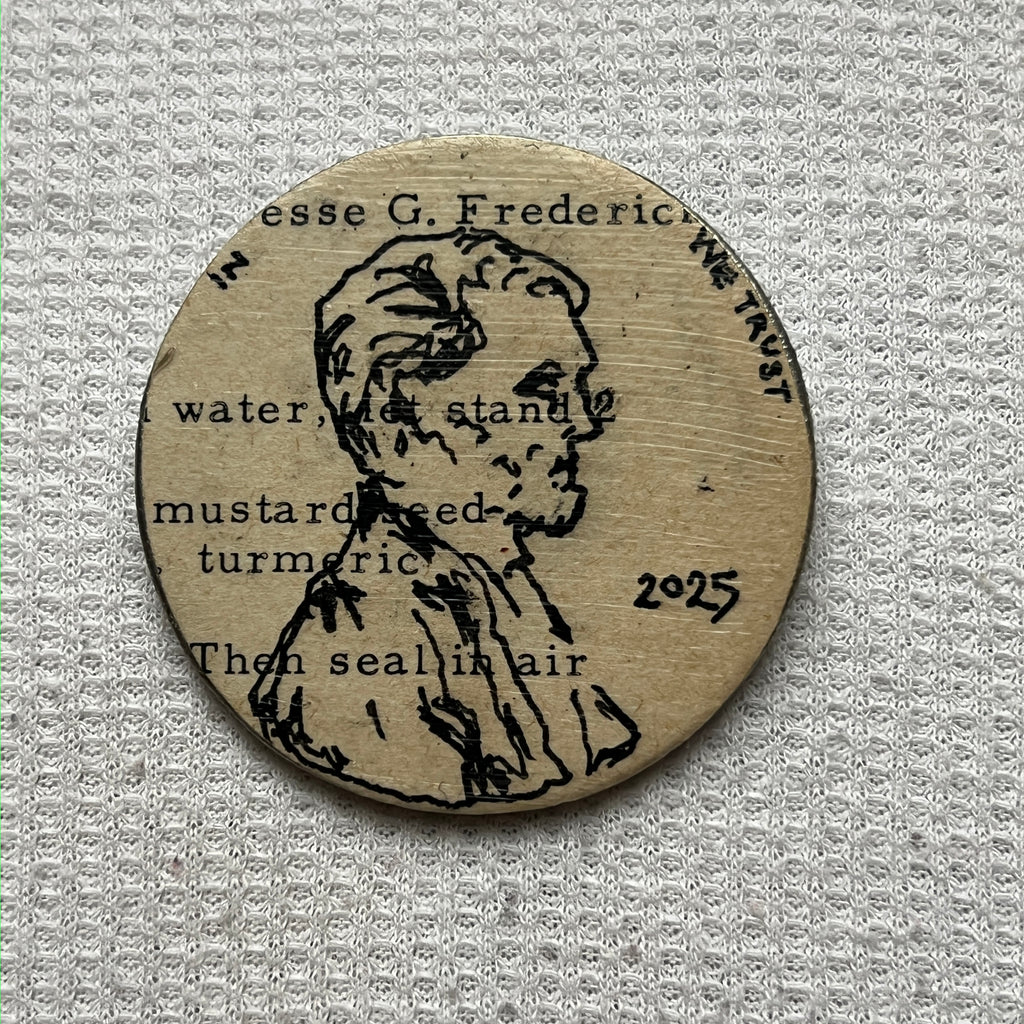 esse G. Frederic
IN
WE TRUST
water, let stand 2
mustard seed
, turmeric
2025
Then seal in air